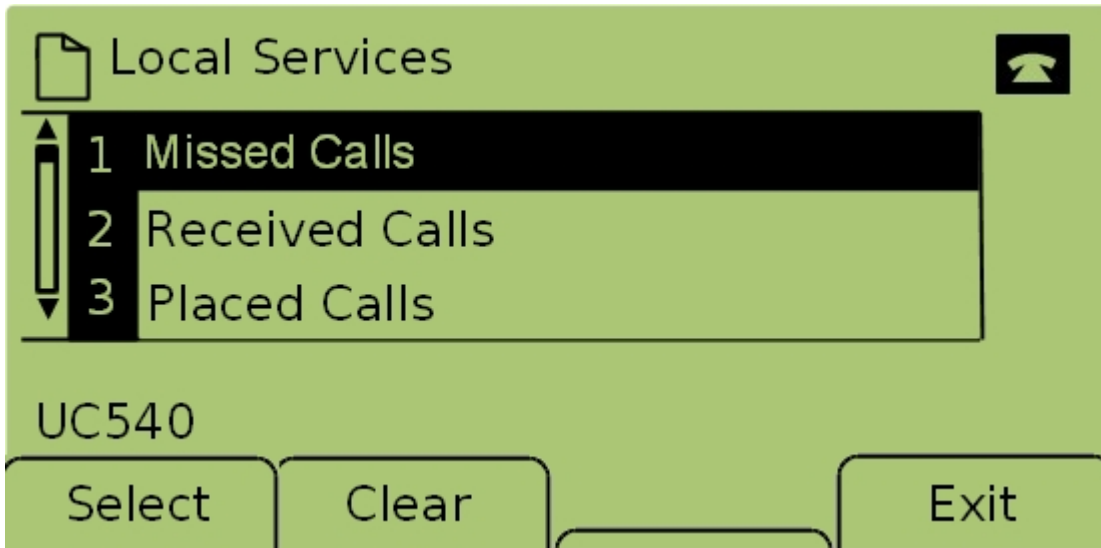 Local Services
1 Missed Calls
2 Received Calls
3 Placed Calls
UC540
Select Clear Exit